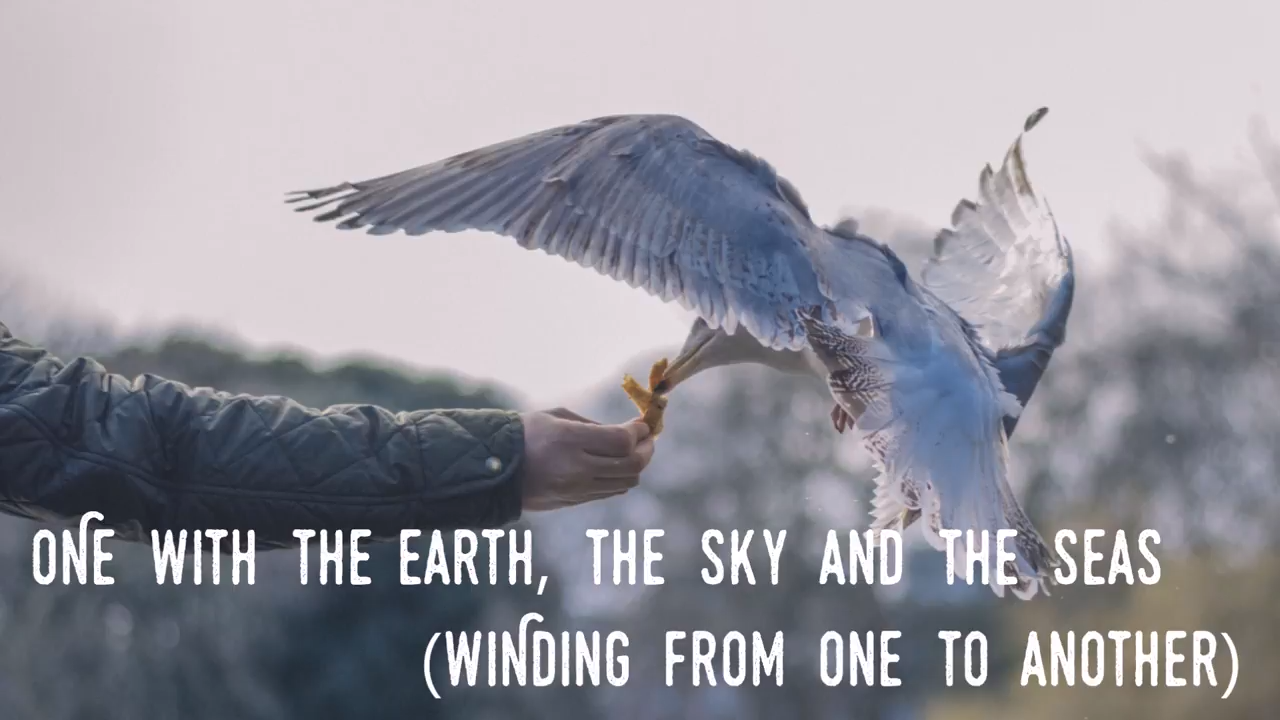 ONE WITH THE EARTH, THE SKY AND THE SEAS
(WINDING FROM ONE TO ANOTHER)